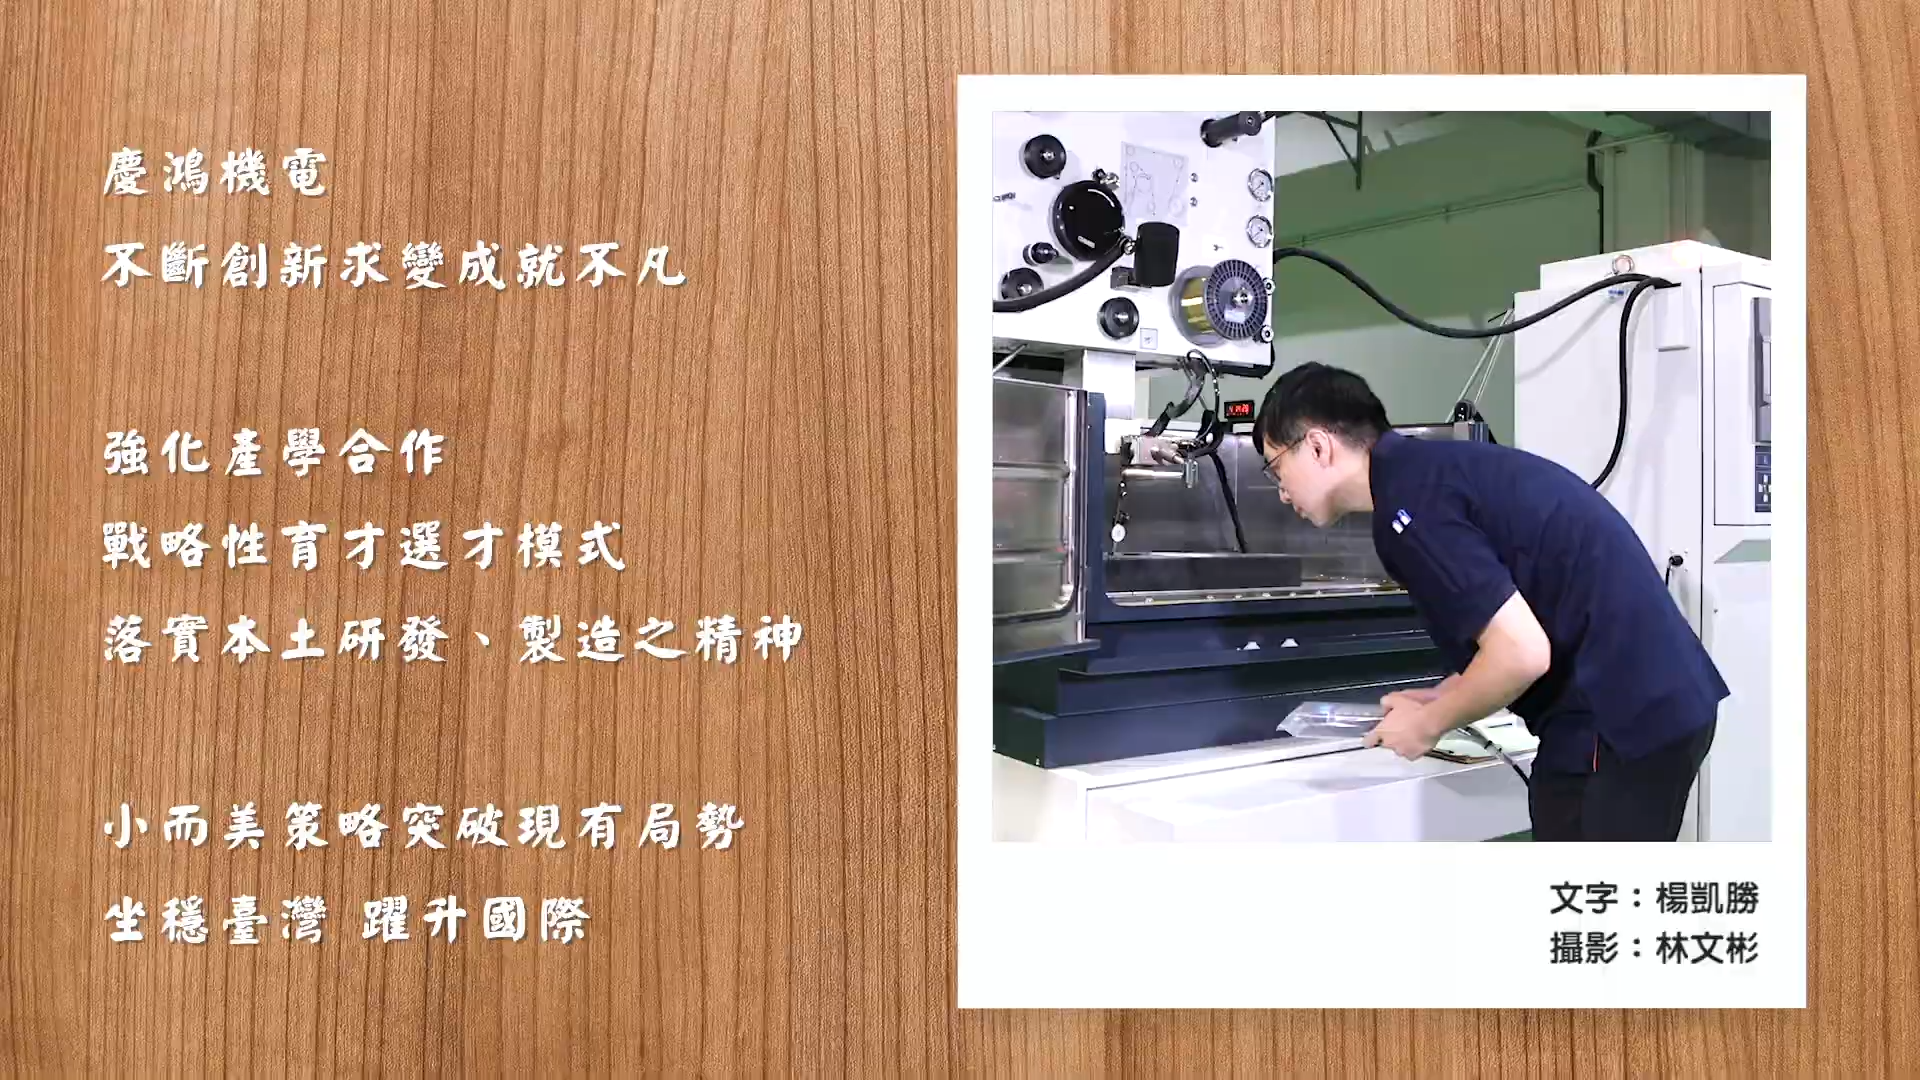 慶鴻機電
不斷創新求變成就不凡
強化產學合作
戰略性育才選才模式
落實本土研發、製造之精神
小而美策略突破現有局勢
坐穩臺灣 躍升國際
文字：楊凱勝
攝影：林文彬